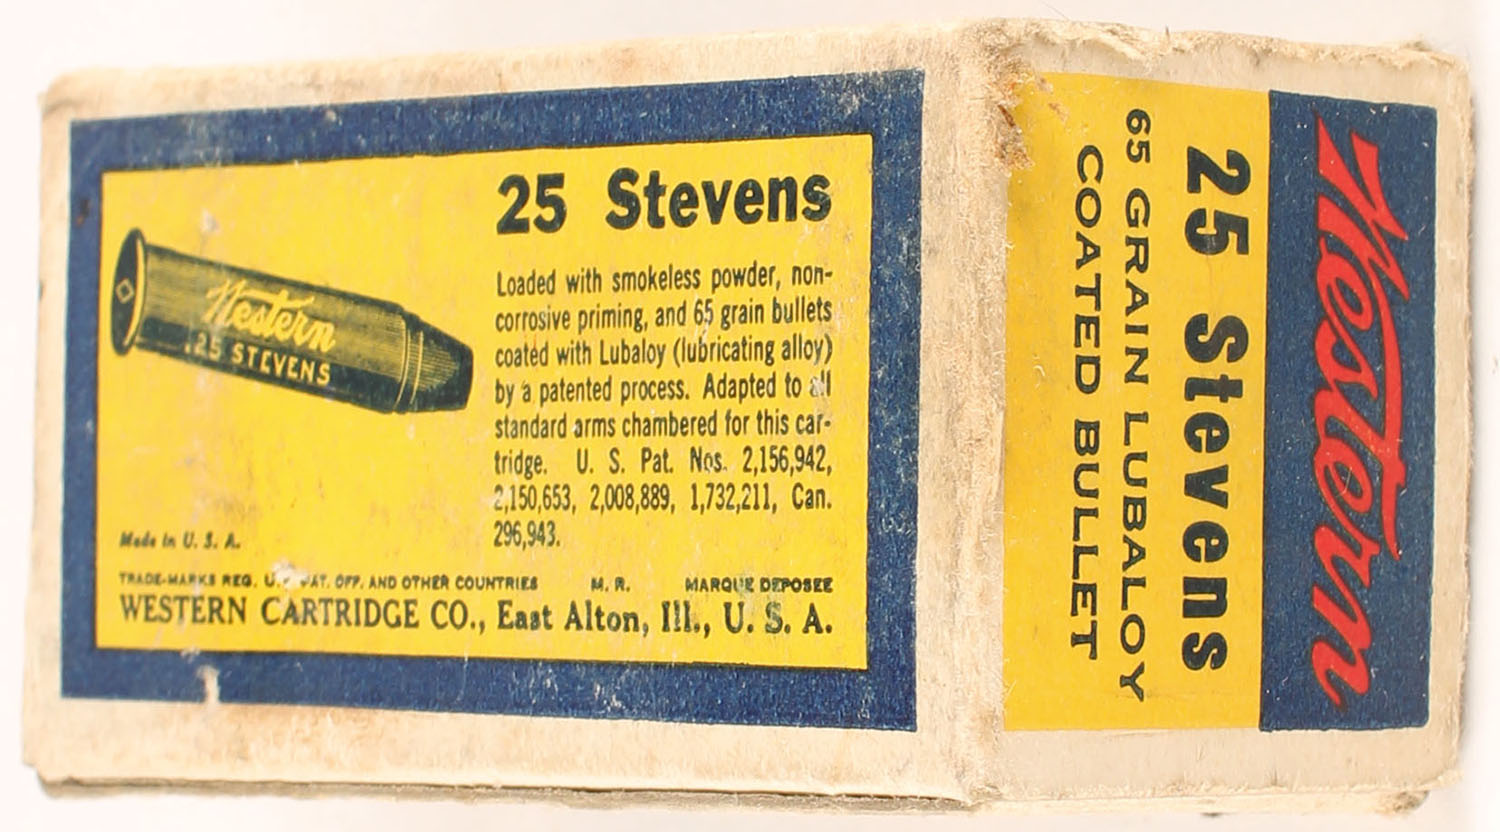 25 Stevens
Loaded with smokeless powder, non-
corrosive priming, and 65 grain bullets
coated with Lubaloy (lubricating alloy)
by a patented process. Adapted to all
standard arms chambered for this car-
tridge. U. S. Pat. Nos. 2,156,942,
2,150,653, 2,008,889, 1,732,211, Can.
296,943.
Western
.25 STEVENS
Made in U. S. A.
TRADE-MARKS REG. U. PAT. OFF. AND OTHER COUNTRIES M. R. MARQUE DEPOSEE
WESTERN CARTRIDGE CO., East Alton, Ill., U. S. A.
Western
25 Stevens
65 GRAIN LUBALOY
COATED BULLET